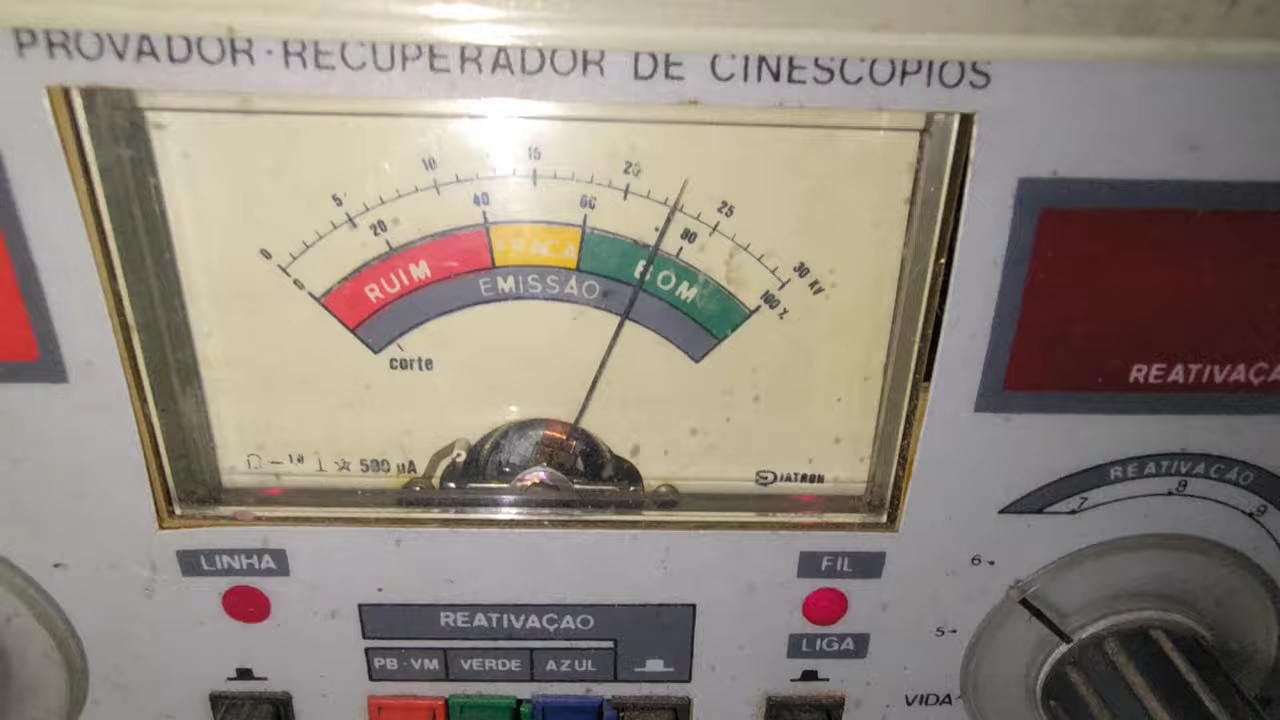 PROVADOR·RECUPERADOR DE CINESCOPIOS
0 5 10 15 20 25 30 KV
0 20 40 60 80 100 %
RUIM FRACA BOM
EMISSÃO
corte
500 µA
DIATRON
REATIVAÇÃ
REATIVAÇÃO
7 8 9
6
5
VIDA
LINHA
FIL
LIGA
REATIVAÇÃO
PB-VM VERDE AZUL